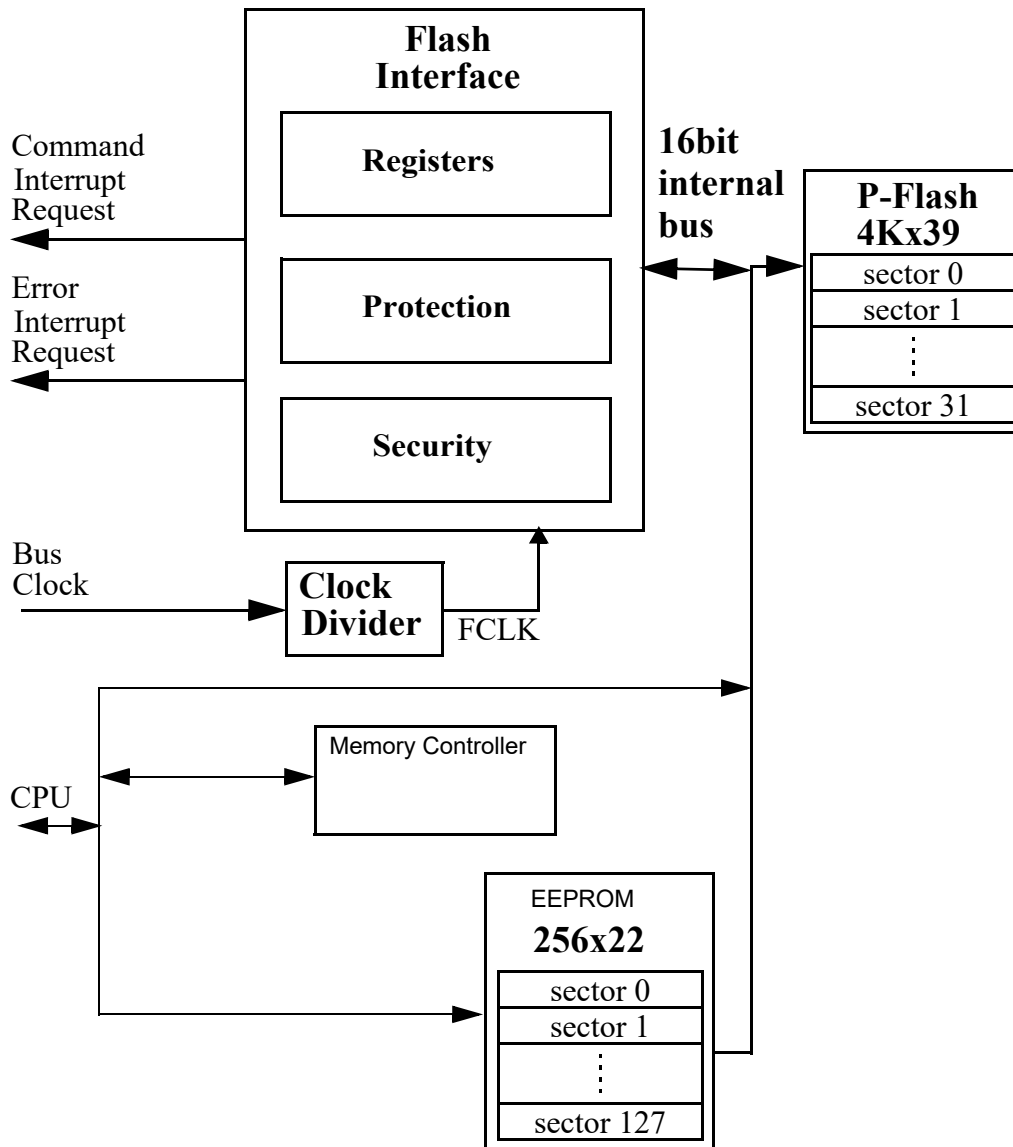 Flash
Interface
Registers
Protection
Security
Command
Interrupt
Request
Error
Interrupt
Request
16bit
internal
bus
P-Flash
4Kx39
sector 0
sector 1
sector 31
Bus
Clock
Clock
Divider
FCLK
Memory Controller
CPU
EEPROM
256x22
sector 0
sector 1
sector 127